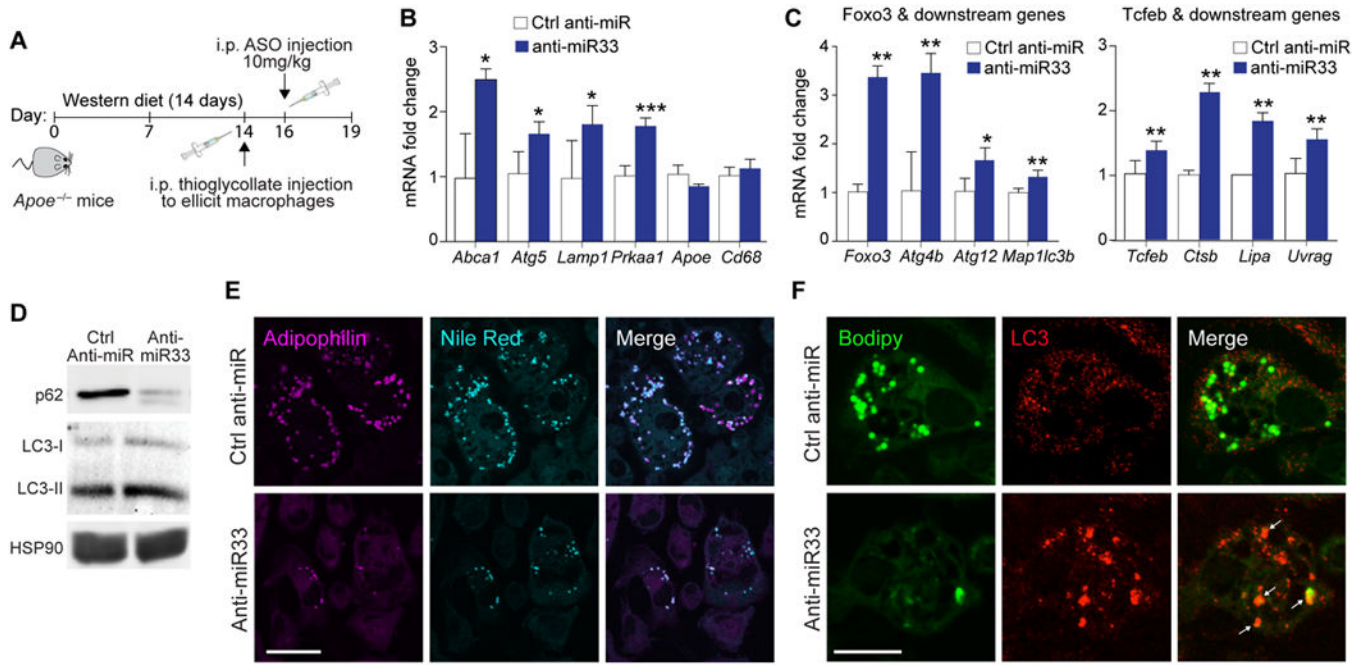 A
i.p. ASO injection
10mg/kg
Western diet (14 days)
Day:
0 7 14 16 19
Apoe−/− mice
i.p. thioglycollate injection
to ellicit macrophages
B
Ctrl anti-miR
anti-miR33
mRNA fold change
3
2
1
0
* * * ***
Abca1 Atg5 Lamp1 Prkaa1 Apoe Cd68
C
Foxo3 & downstream genes
Ctrl anti-miR
anti-miR33
mRNA fold change
4
3
2
1
0
** ** * **
Foxo3 Atg4b Atg12 Map1lc3b
Tcfeb & downstream genes
Ctrl anti-miR
anti-miR33
3
2
1
0
** ** ** **
Tcfeb Ctsb Lipa Uvrag
D
Ctrl
Anti-miR
Anti-
miR33
p62
LC3-I
LC3-II
HSP90
E
Adipophilin Nile Red Merge
Ctrl anti-miR
Anti-miR33
F
Bodipy LC3 Merge
Ctrl anti-miR
Anti-miR33